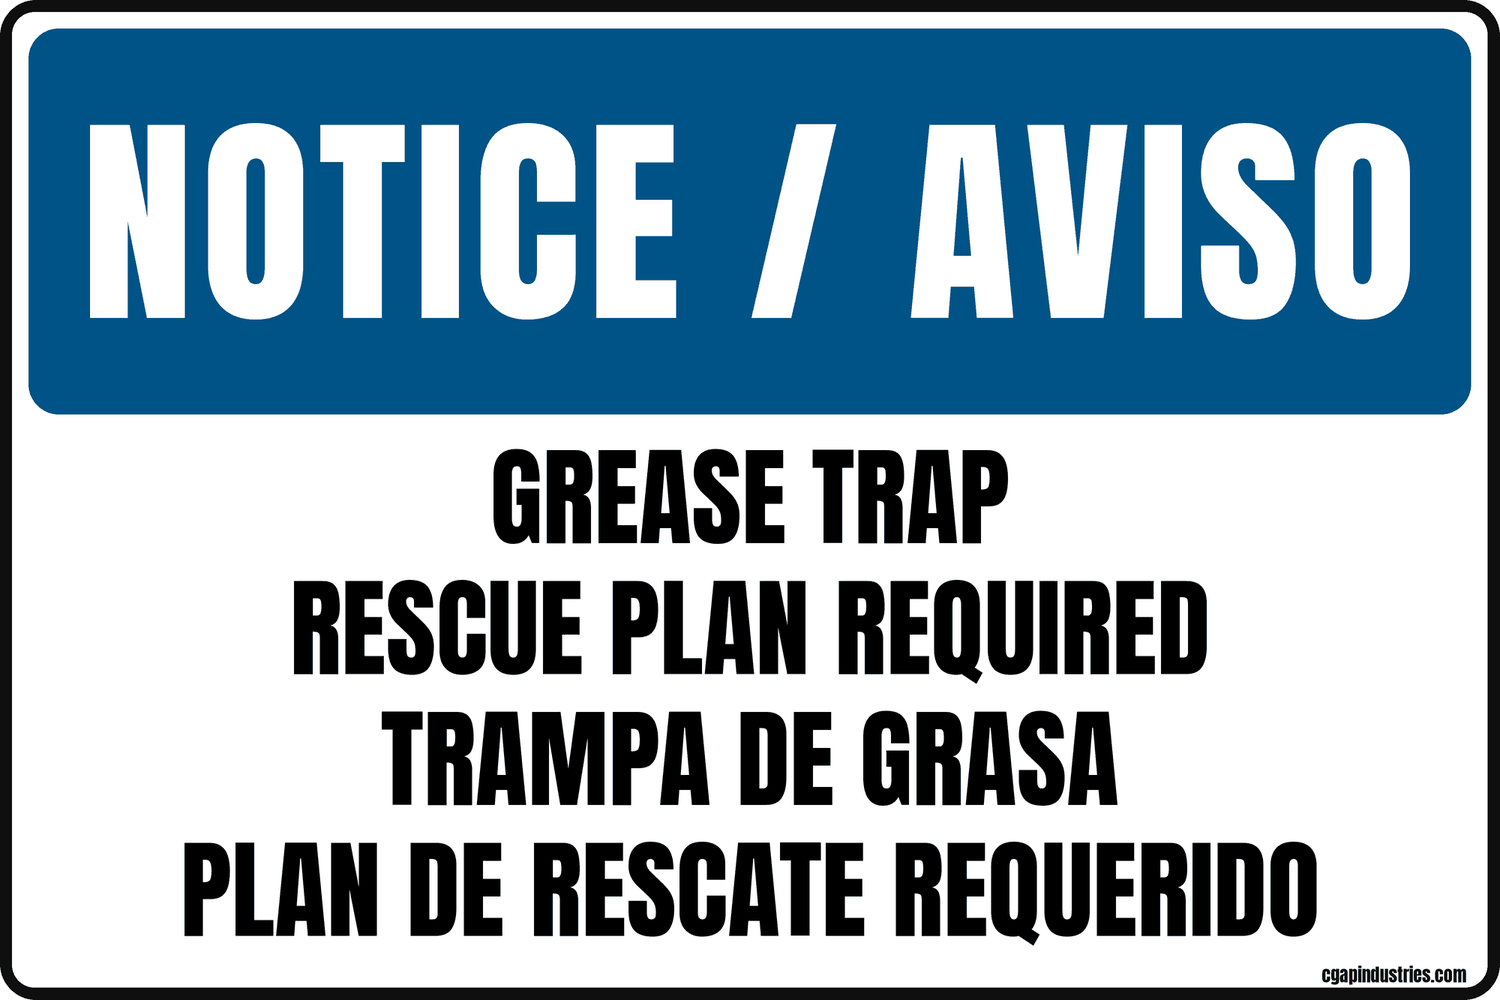 NOTICE / AVISO
GREASE TRAP
RESCUE PLAN REQUIRED
TRAMPA DE GRASA
PLAN DE RESCATE REQUERIDO
cgapindustries.com